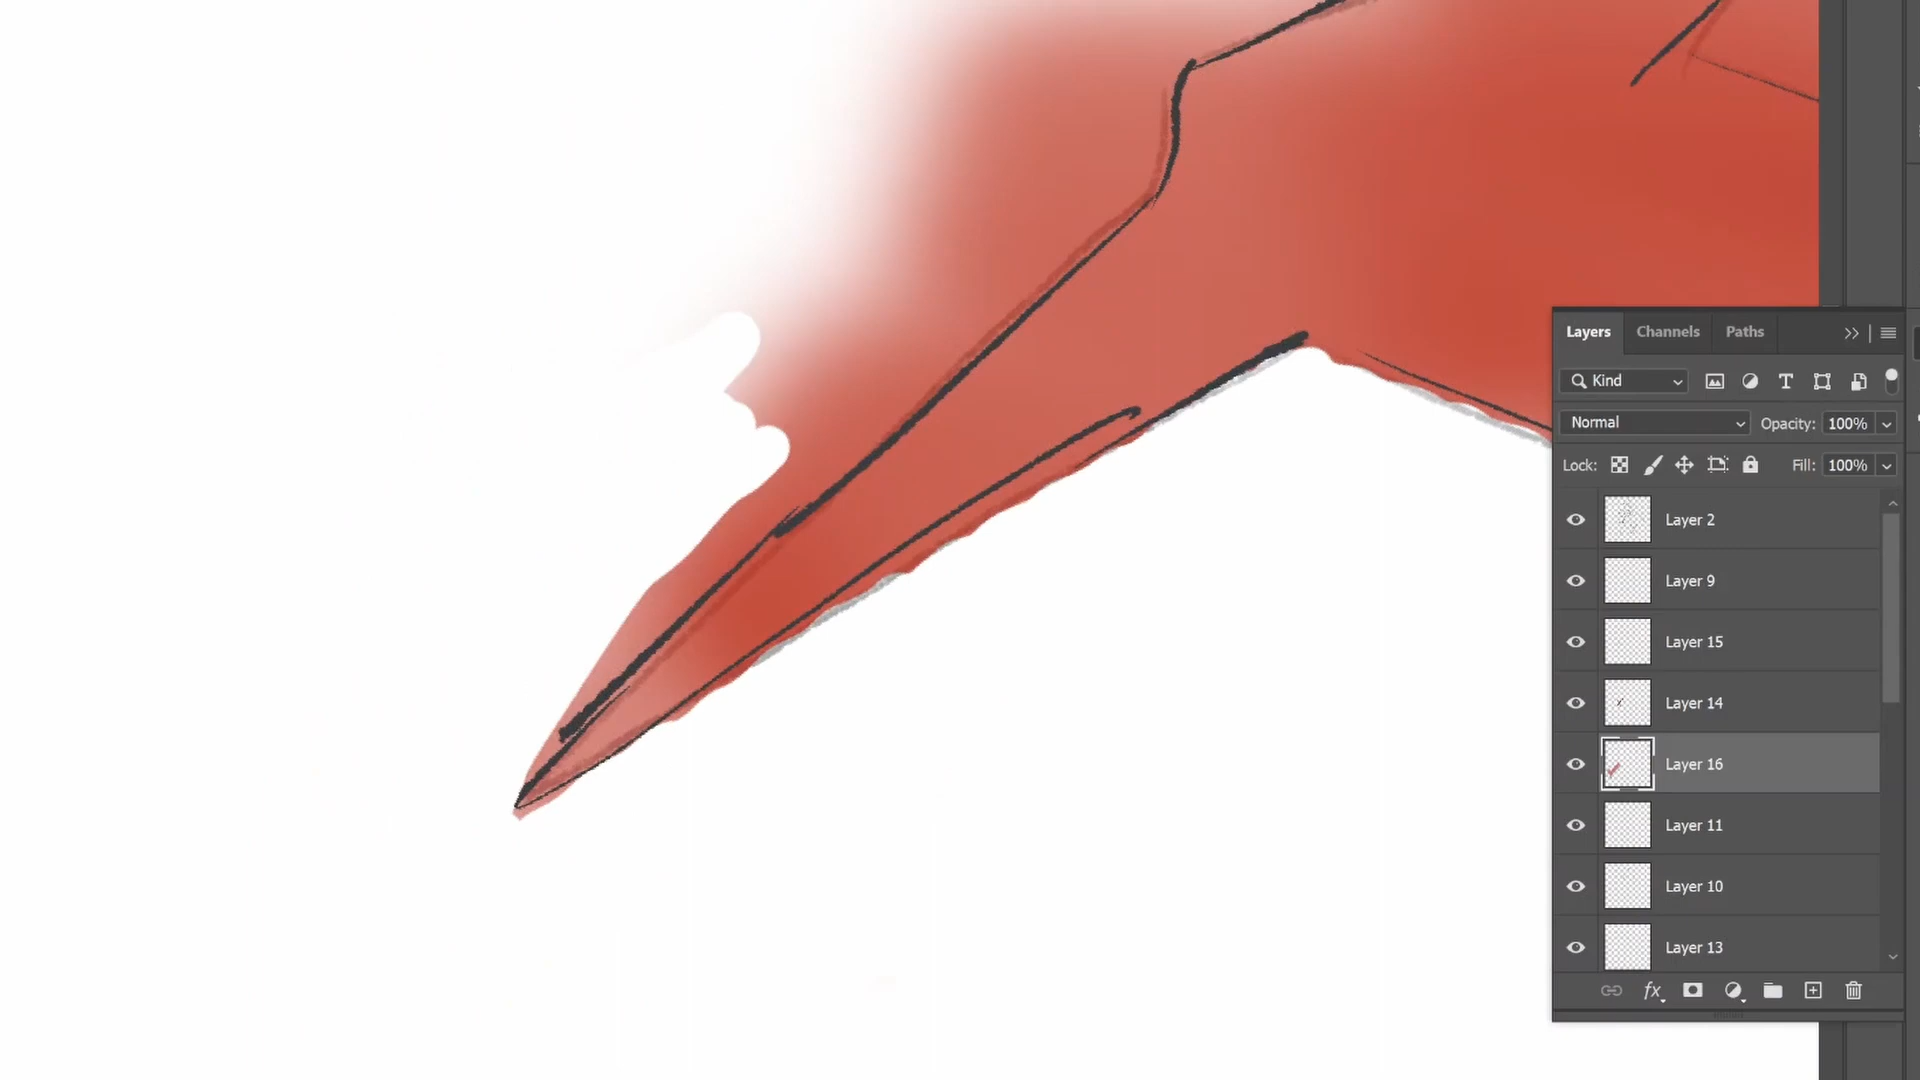 Layers Channels Paths
Kind
Normal Opacity: 100%
Lock: Fill: 100%
Layer 2
Layer 9
Layer 15
Layer 14
Layer 16
Layer 11
Layer 10
Layer 13
fx